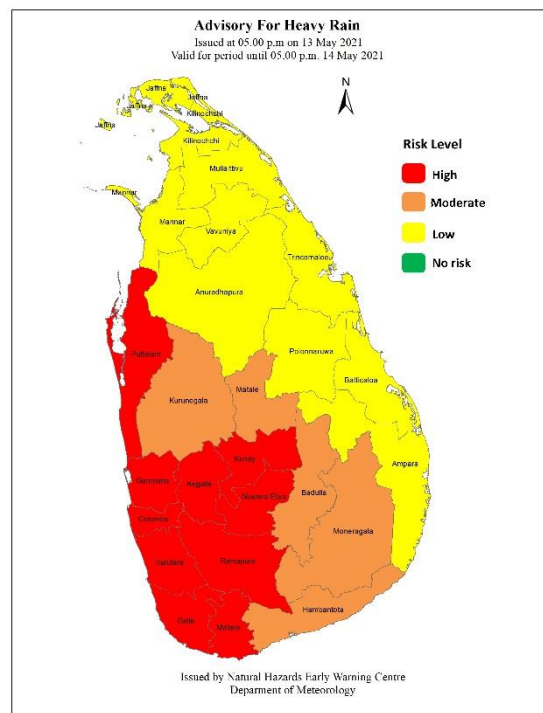 Advisory For Heavy Rain
Issued at 05.00 p.m on 13 May 2021
Valid for period until 05.00 p.m. 14 May 2021
N
Jaffna
Jaffna
Jaffna
Kilinochchi
Jaffna
Kilinochchi
Mullaittivu
Mannar
Mannar
Vavuniya
Trincomalee
Anuradhapura
Risk Level
High
Moderate
Low
No risk
Puttalam
Polonnaruwa
Batticaloa
Kurunegala
Matale
Kandy
Ampara
Gampaha
Kegalle
Nuwara Eliya
Badulla
Colombo
Moneragala
Kalutara
Ratnapura
Hambantota
Galle
Matara
Issued by Natural Hazards Early Warning Centre
Deparment of Meteorology